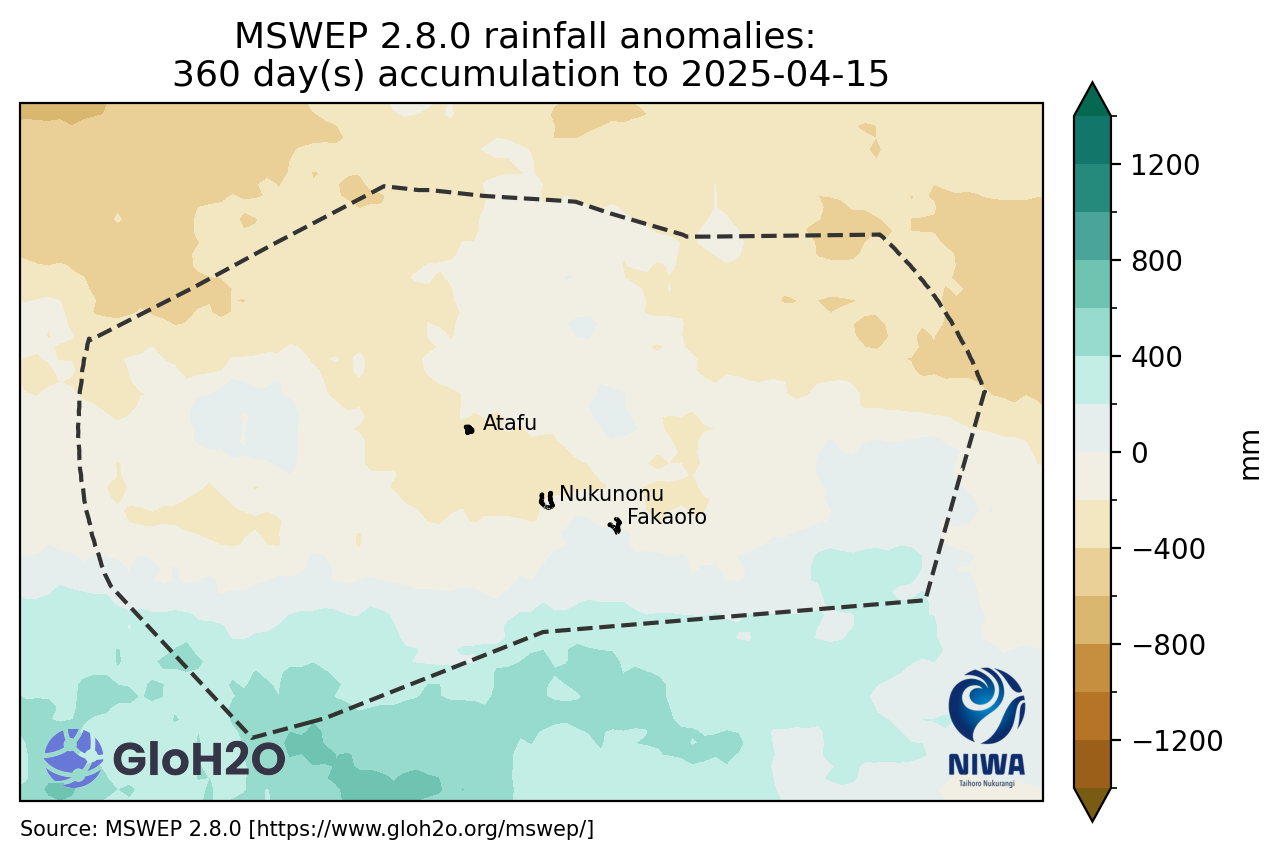 MSWEP 2.8.0 rainfall anomalies:
360 day(s) accumulation to 2025-04-15
1200
800
400
0
−400
−800
−1200
mm
Atafu
Nukunonu
Fakaofo
GloH2O
NIWA
Taihoro Nukurangi
Source: MSWEP 2.8.0 [https://www.gloh2o.org/mswep/]